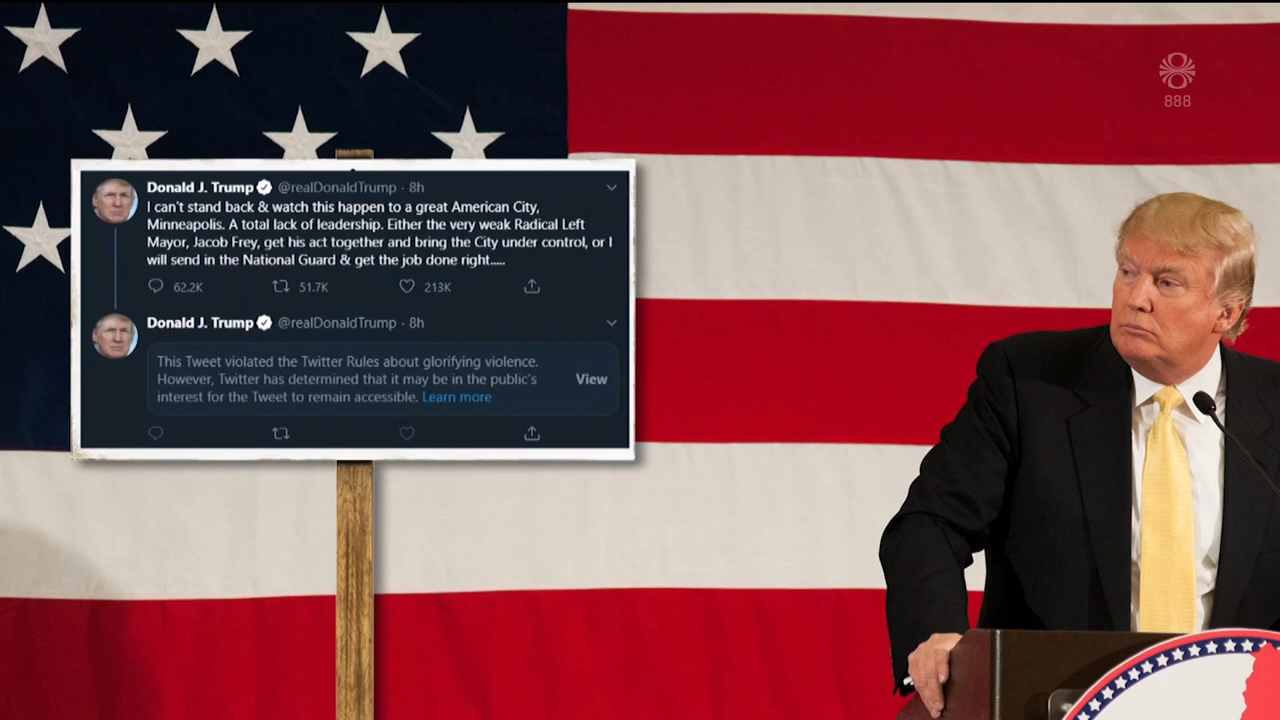 888
Donald J. Trump @realDonaldTrump · 8h
I can't stand back & watch this happen to a great American City,
Minneapolis. A total lack of leadership. Either the very weak Radical Left
Mayor, Jacob Frey, get his act together and bring the City under control, or I
will send in the National Guard & get the job done right.....
62.2K 51.7K 213K
Donald J. Trump @realDonaldTrump · 8h
This Tweet violated the Twitter Rules about glorifying violence.
However, Twitter has determined that it may be in the public's
interest for the Tweet to remain accessible. Learn more
View